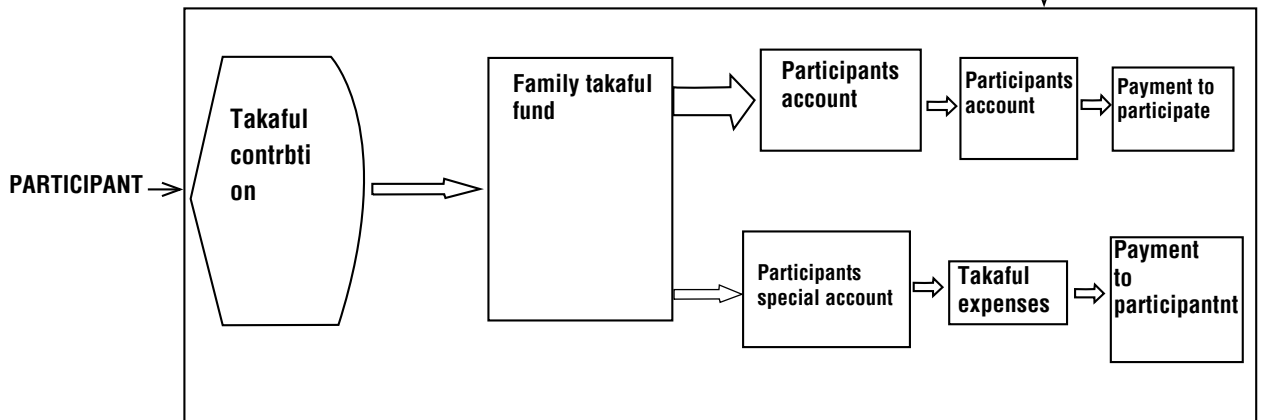 PARTICIPANT
Takaful
contrbti
on
Family takaful
fund
Participants
account
Participants
account
Payment to
participate
Participants
special account
Takaful
expenses
Payment
to
participantnt